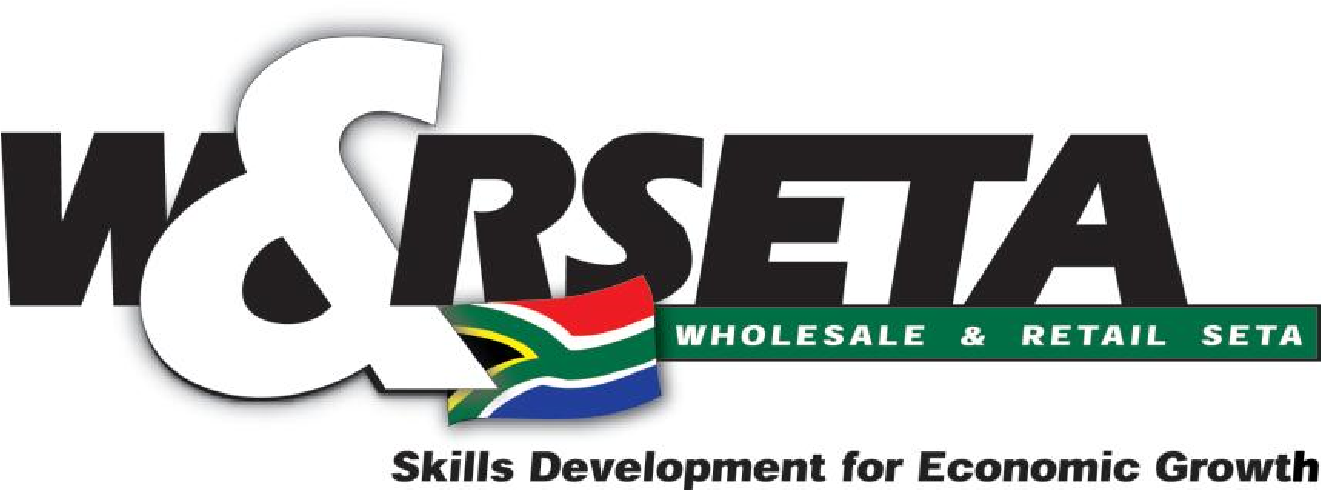 W&RSETA
WHOLESALE & RETAIL SETA
Skills Development for Economic Growth